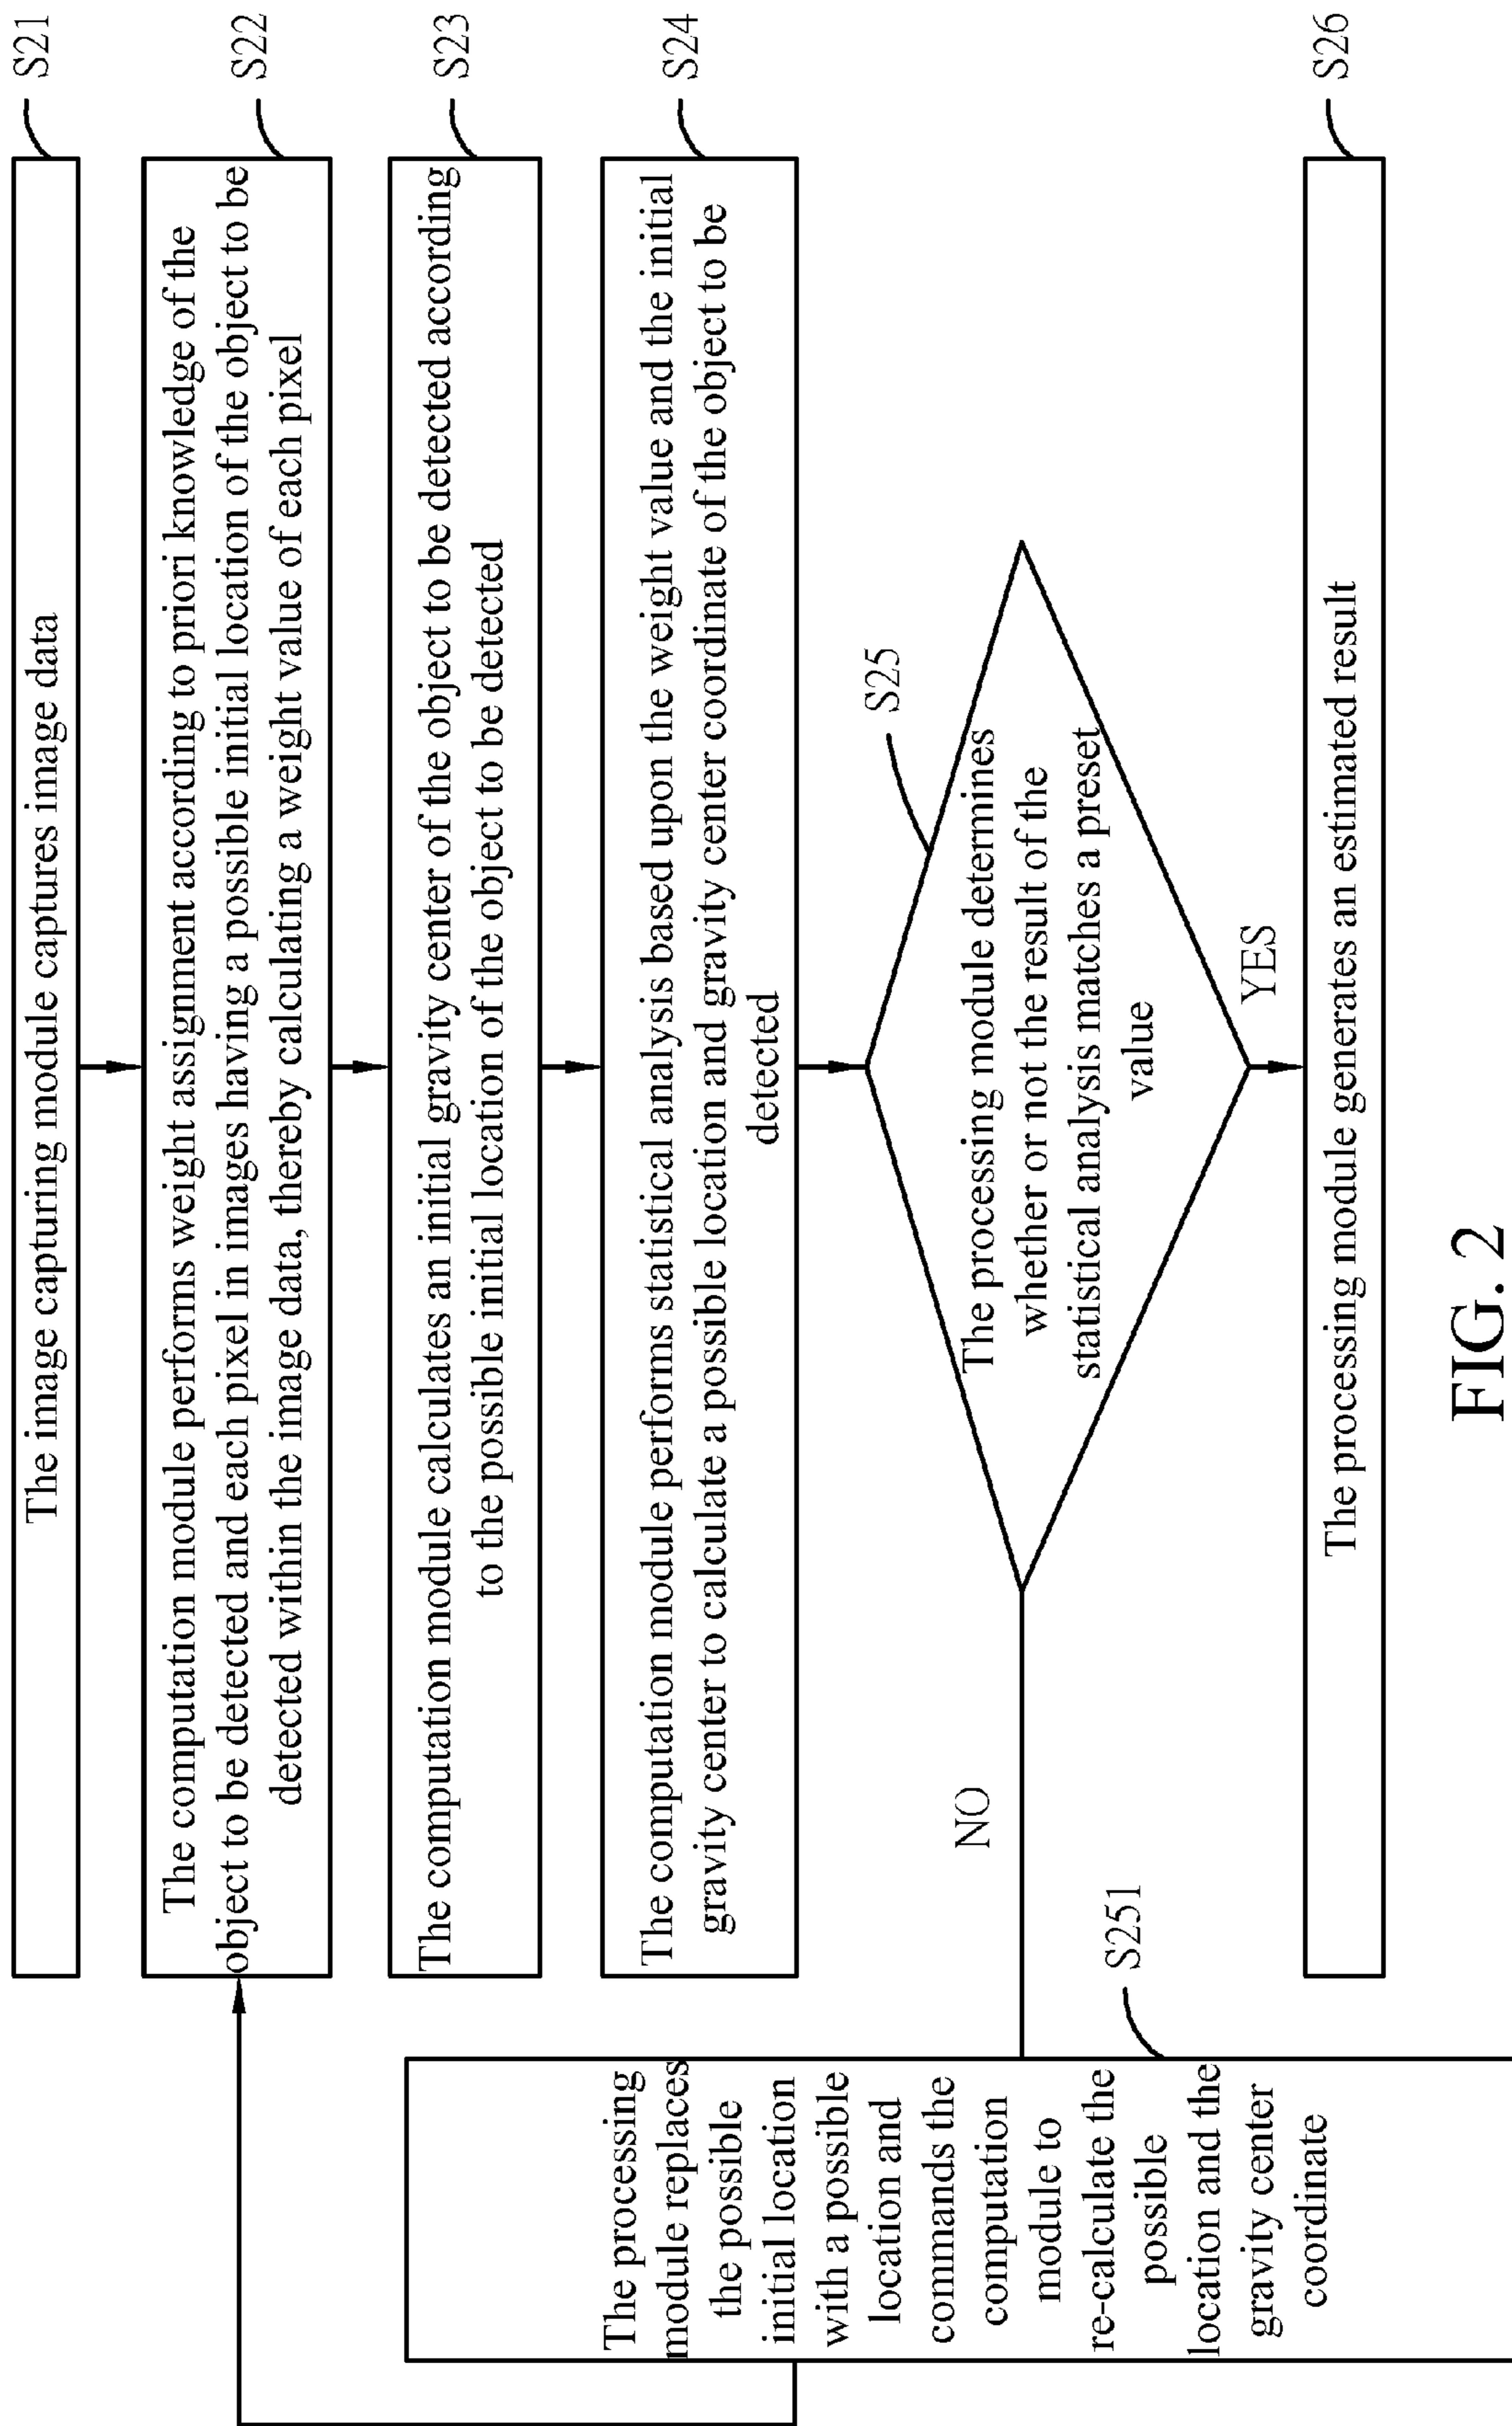 The image capturing module captures image data
S21
The computation module performs weight assignment according to priori knowledge of the
object to be detected and each pixel in images having a possible initial location of the object to be
detected within the image data, thereby calculating a weight value of each pixel
S22
The computation module calculates an initial gravity center of the object to be detected according
to the possible initial location of the object to be detected
S23
The computation module performs statistical analysis based upon the weight value and the initial
gravity center to calculate a possible location and gravity center coordinate of the object to be
detected
S24
The processing module determines
whether or not the result of the
statistical analysis matches a preset
value
S25
NO
YES
The processing
module replaces
the possible
initial location
with a possible
location and
commands the
computation
module to
re-calculate the
possible
location and the
gravity center
coordinate
S251
The processing module generates an estimated result
S26
FIG. 2